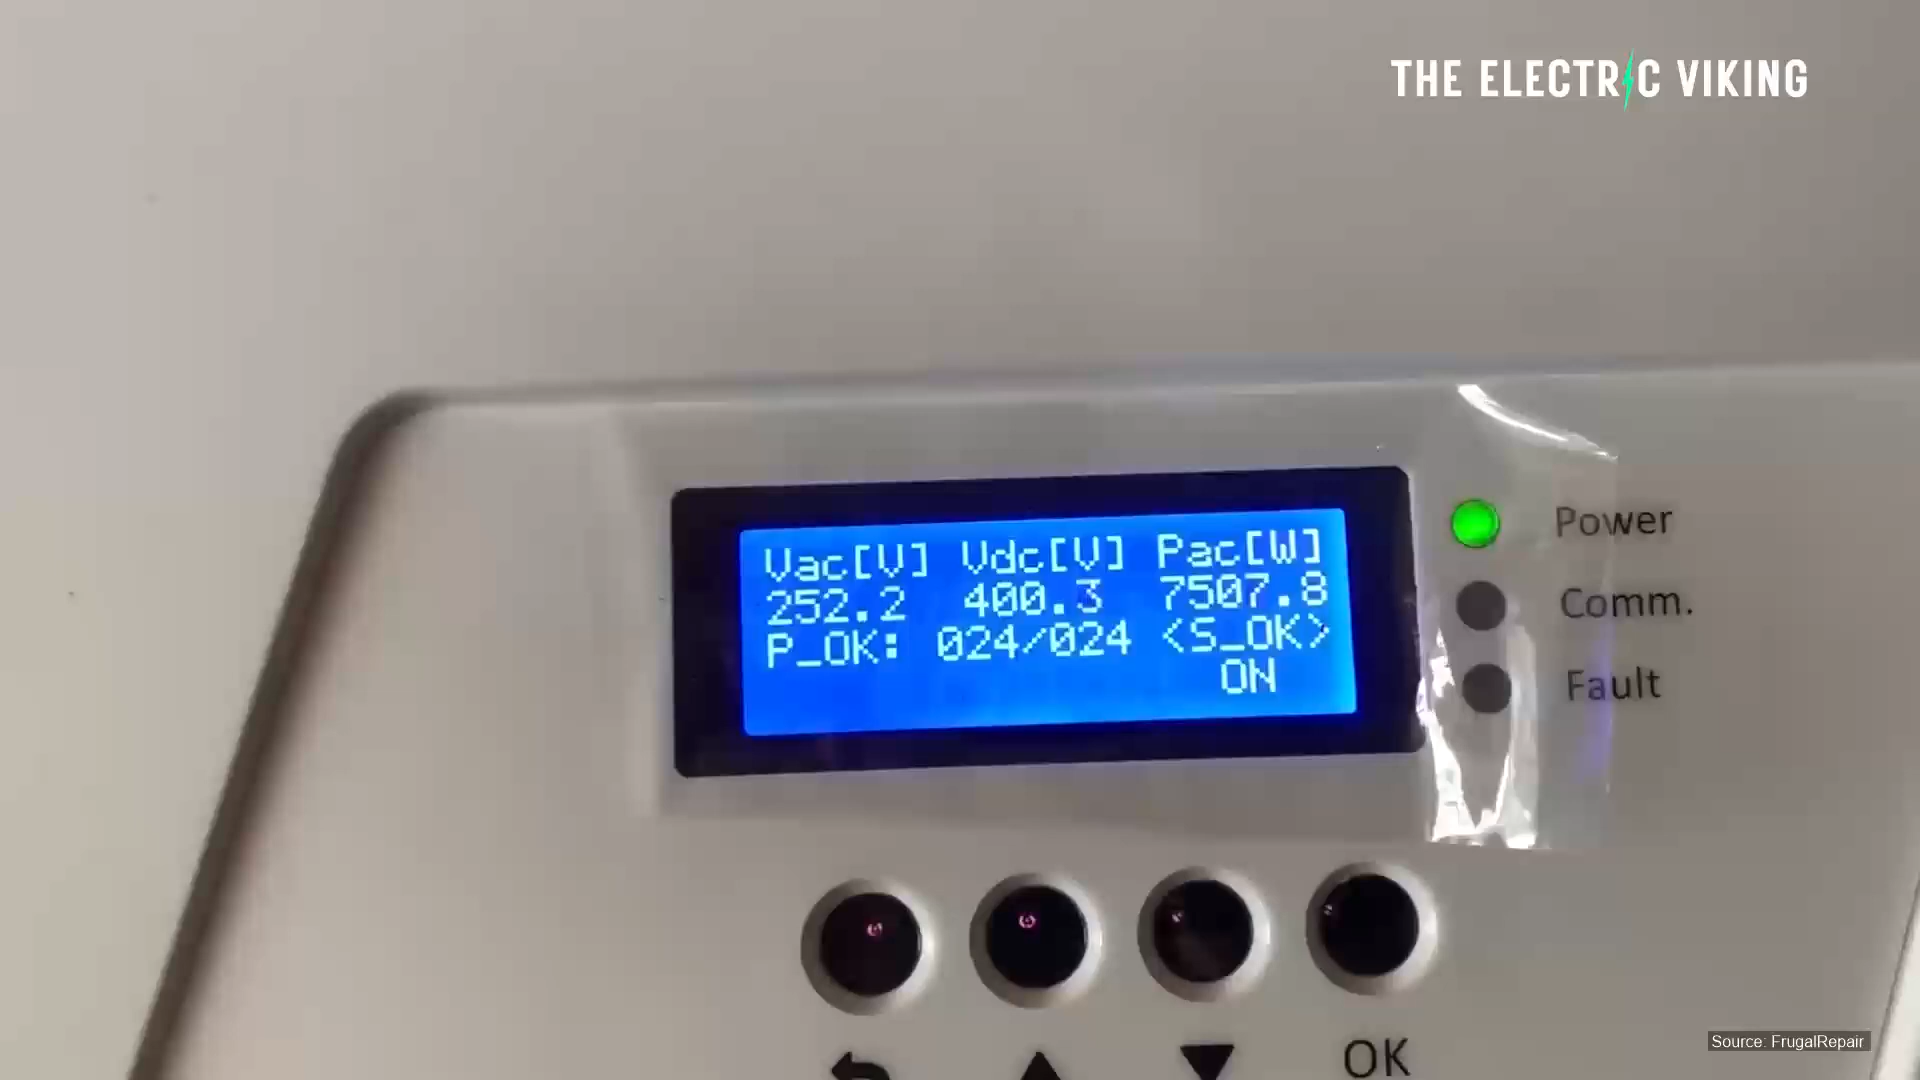 THE ELECTRIC VIKING
Vac[V] Vdc[V] Pac[W]
252.2 400.3 7507.8
P_OK: 024/024 <S_OK>
ON
Power
Comm.
Fault
OK
Source: FrugalRepair